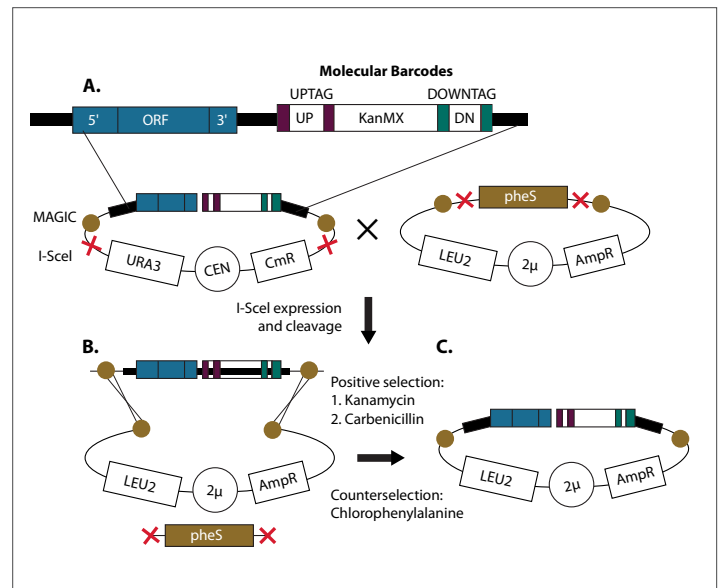 Molecular Barcodes
A.
UPTAG
DOWNTAG
5'
ORF
3'
UP
KanMX
DN
MAGIC
I-SceI
URA3
CEN
CmR
pheS
LEU2
2μ
AmpR
I-SceI expression
and cleavage
B.
C.
Positive selection:
1. Kanamycin
2. Carbenicillin
LEU2
2μ
AmpR
Counterselection:
Chlorophenylalanine
pheS
LEU2
2μ
AmpR